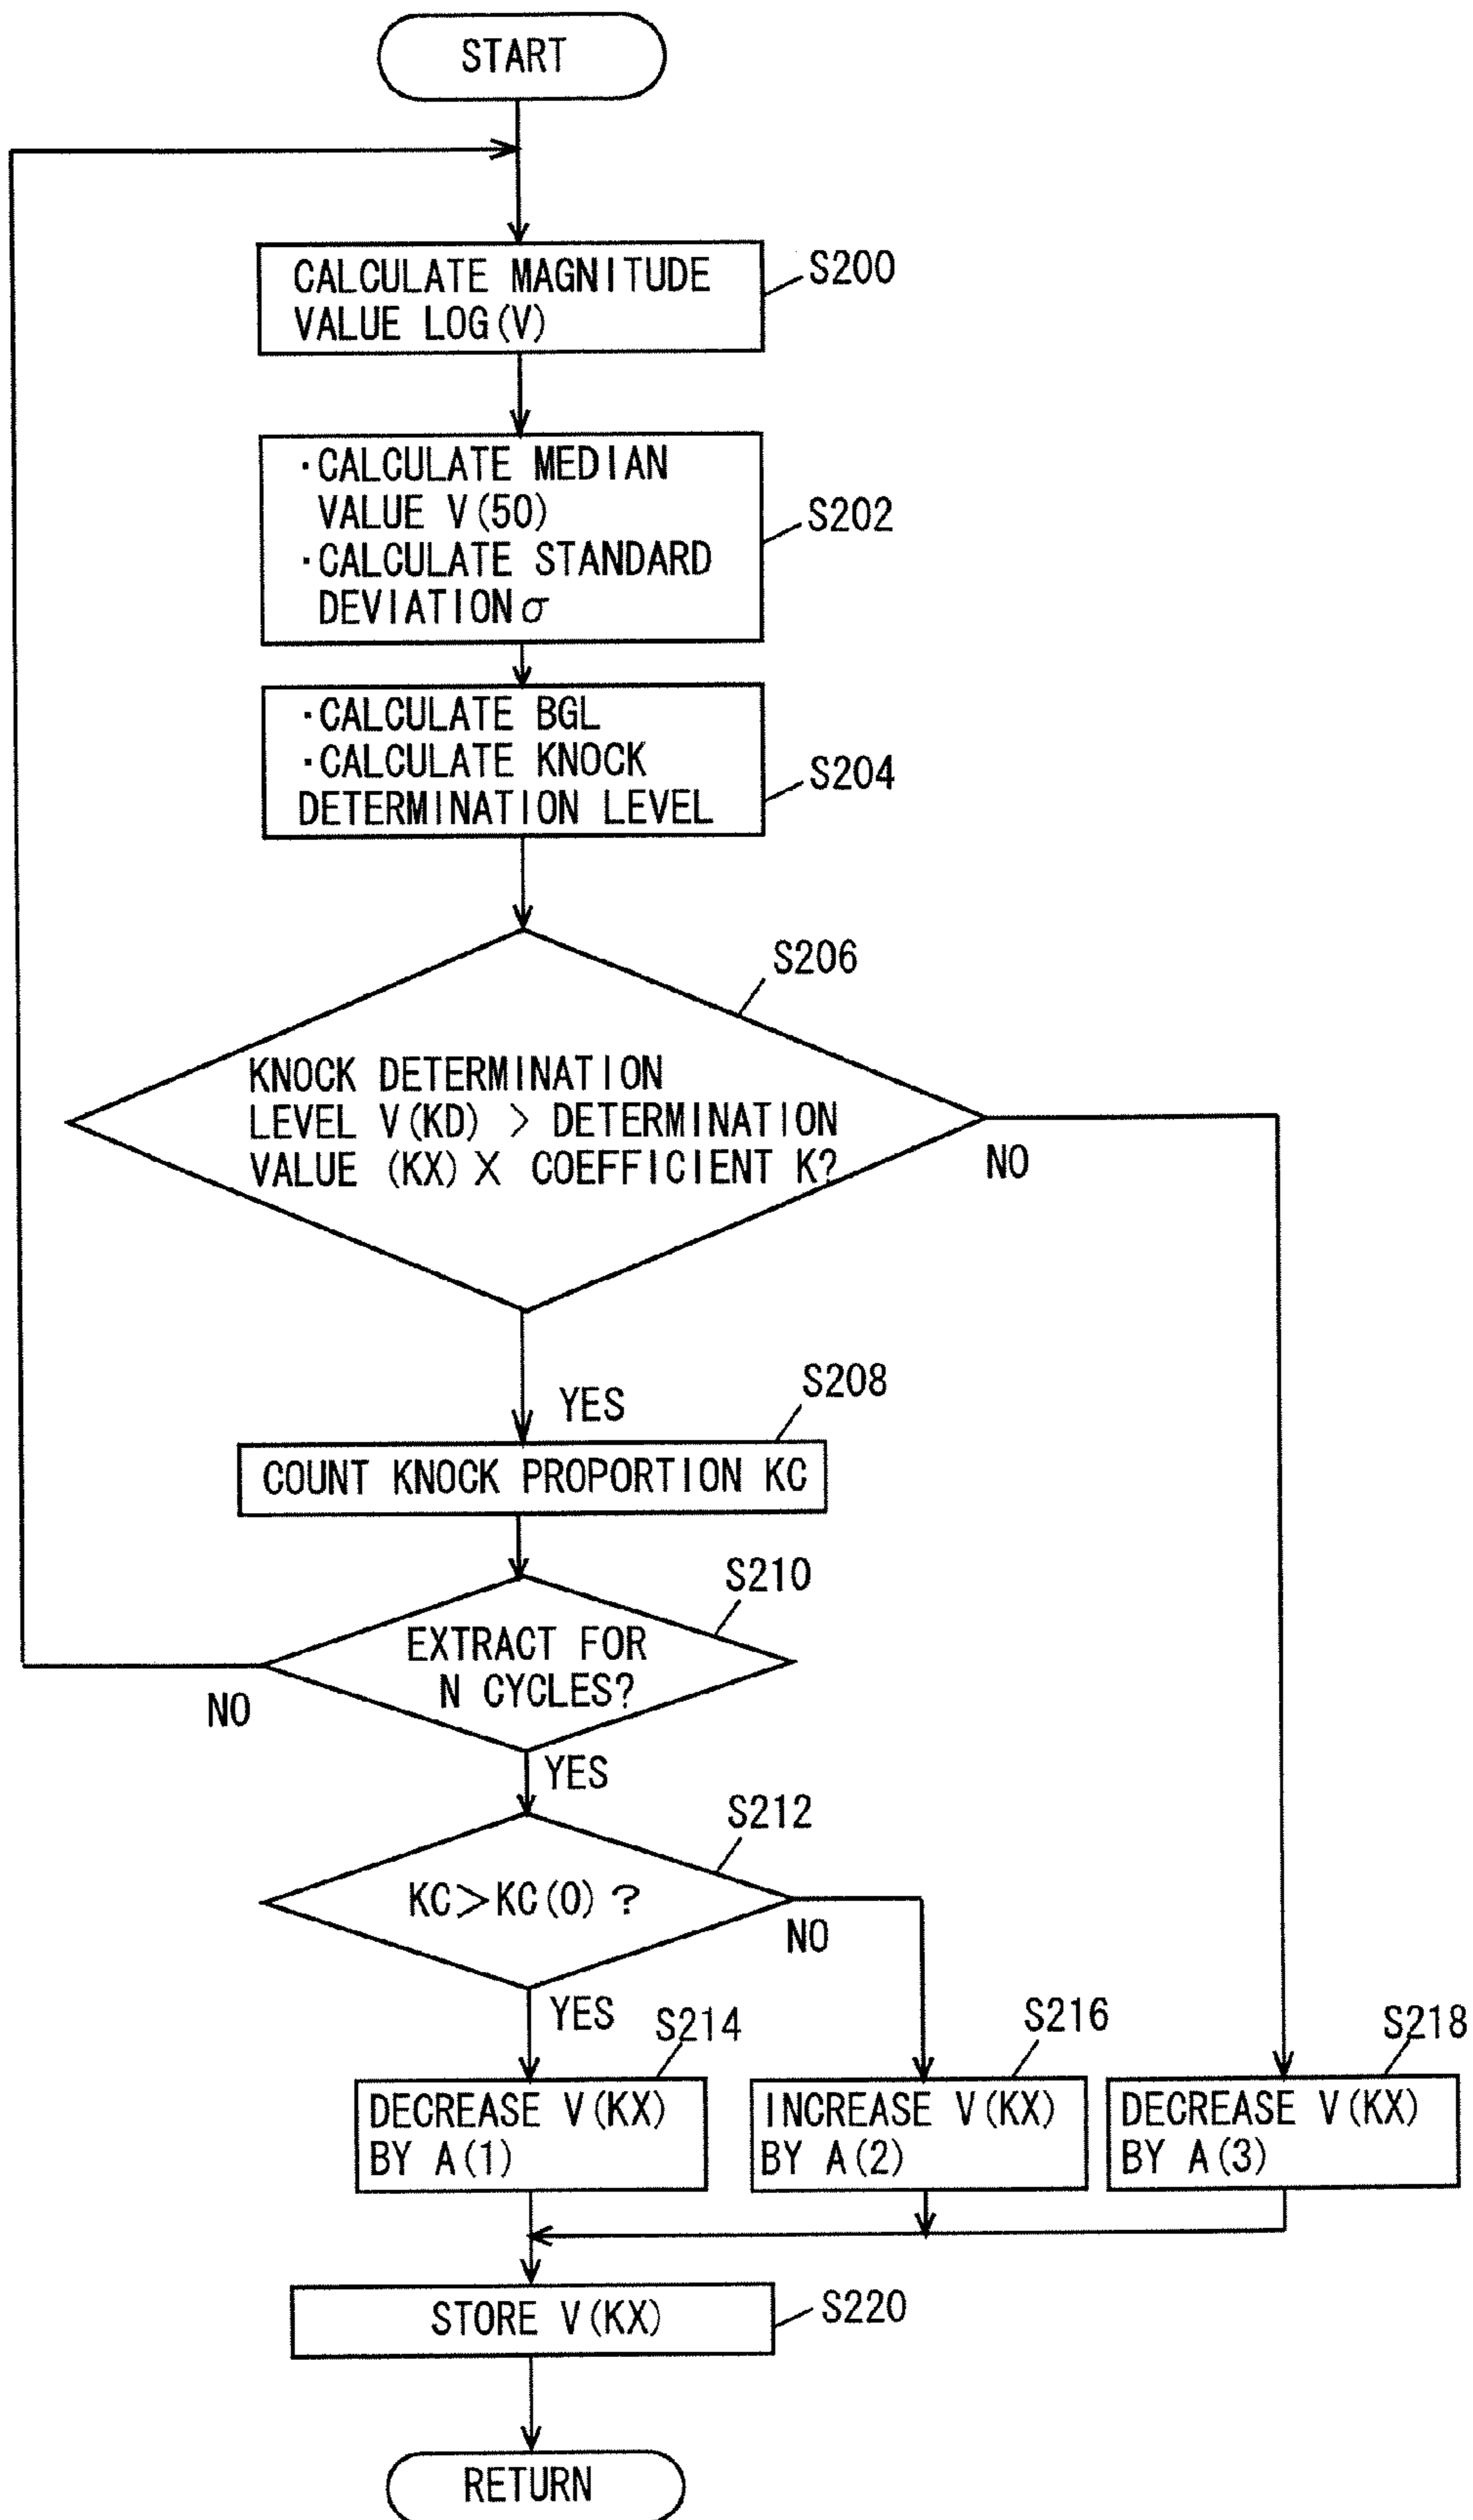 START
CALCULATE MAGNITUDE
VALUE LOG(V)
S200
·CALCULATE MEDIAN
VALUE V(50)
·CALCULATE STANDARD
DEVIATION σ
S202
·CALCULATE BGL
·CALCULATE KNOCK
DETERMINATION LEVEL
S204
S206
KNOCK DETERMINATION
LEVEL V(KD) > DETERMINATION
VALUE (KX) X COEFFICIENT K?
NO
YES
S208
COUNT KNOCK PROPORTION KC
S210
EXTRACT FOR
N CYCLES?
NO
YES
S212
KC>KC(0)?
NO
YES
S214
S216
S218
DECREASE V(KX)
BY A(1)
INCREASE V(KX)
BY A(2)
DECREASE V(KX)
BY A(3)
STORE V(KX)
S220
RETURN